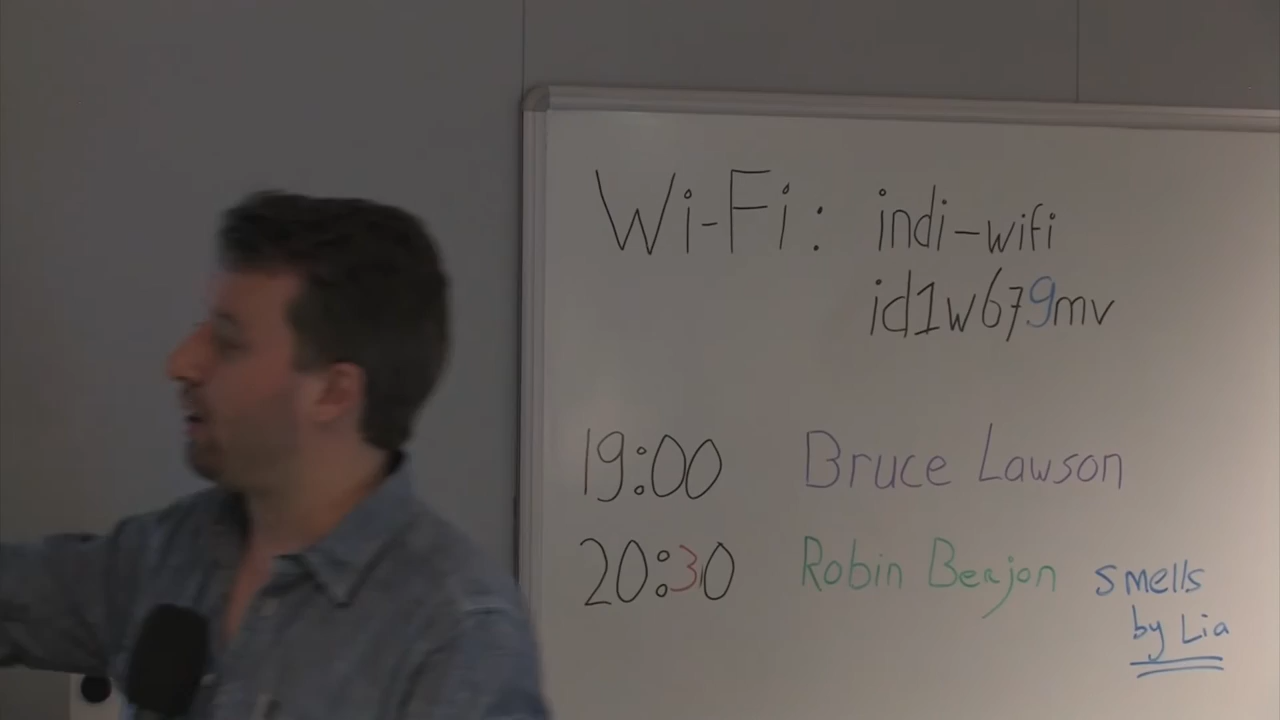 Wi-Fi: indi-wifi
id1w679mv
19:00 Bruce Lawson
20:30 Robin Berjon smells
by Lia